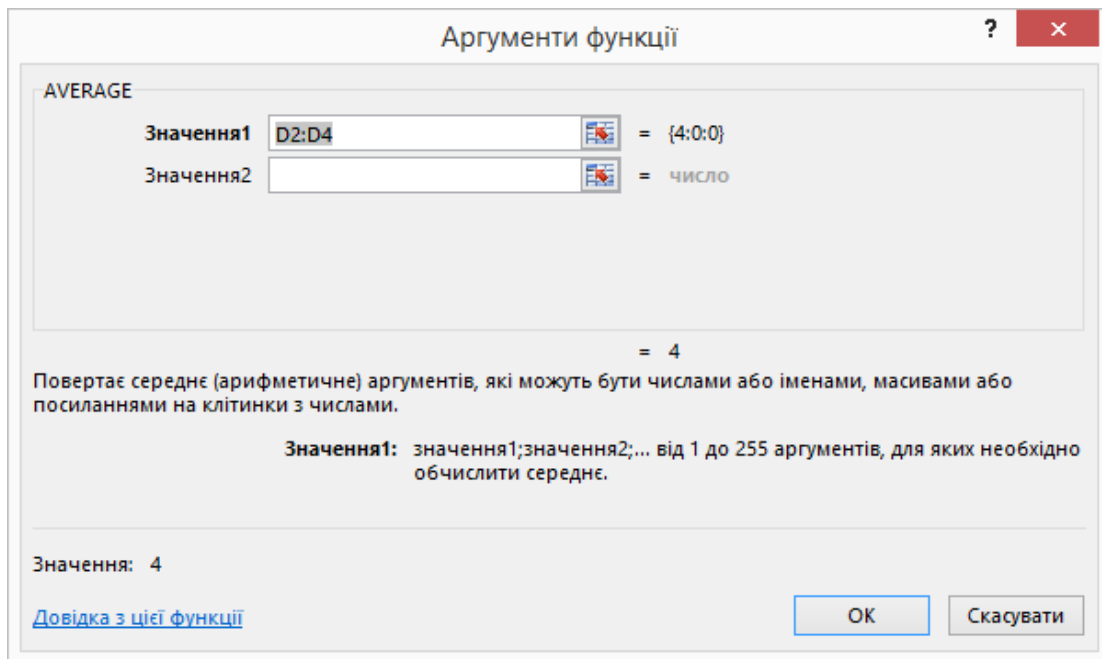 Аргументи функції ?
AVERAGE
Значення1 D2:D4 = {4:0:0}
Значення2 = число
= 4
Повертає середнє (арифметичне) аргументів, які можуть бути числами або іменами, масивами або
посиланнями на клітинки з числами.
Значення1: значення1;значення2;... від 1 до 255 аргументів, для яких необхідно
обчислити середнє.
Значення: 4
Довідка з цієї функції ОК Скасувати